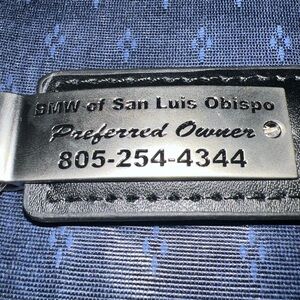 BMW of San Luis Obispo
Preferred Owner
805-254-4344